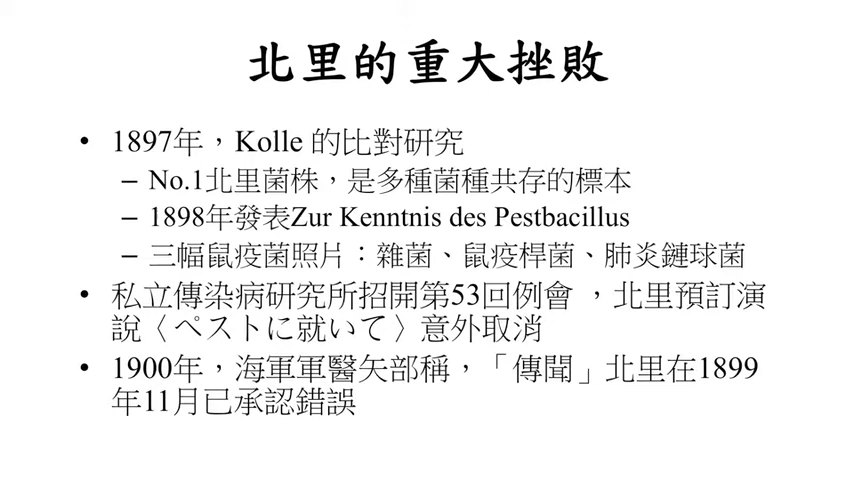 北里的重大挫敗
• 1897年，Kolle 的比對研究
– No.1北里菌株，是多種菌種共存的標本
– 1898年發表Zur Kenntnis des Pestbacillus
– 三幅鼠疫菌照片：雜菌、鼠疫桿菌、肺炎鏈球菌
• 私立傳染病研究所招開第53回例會 ，北里預訂演
說〈ペストに就いて〉意外取消
• 1900年，海軍軍醫矢部稱，「傳聞」北里在1899
年11月已承認錯誤